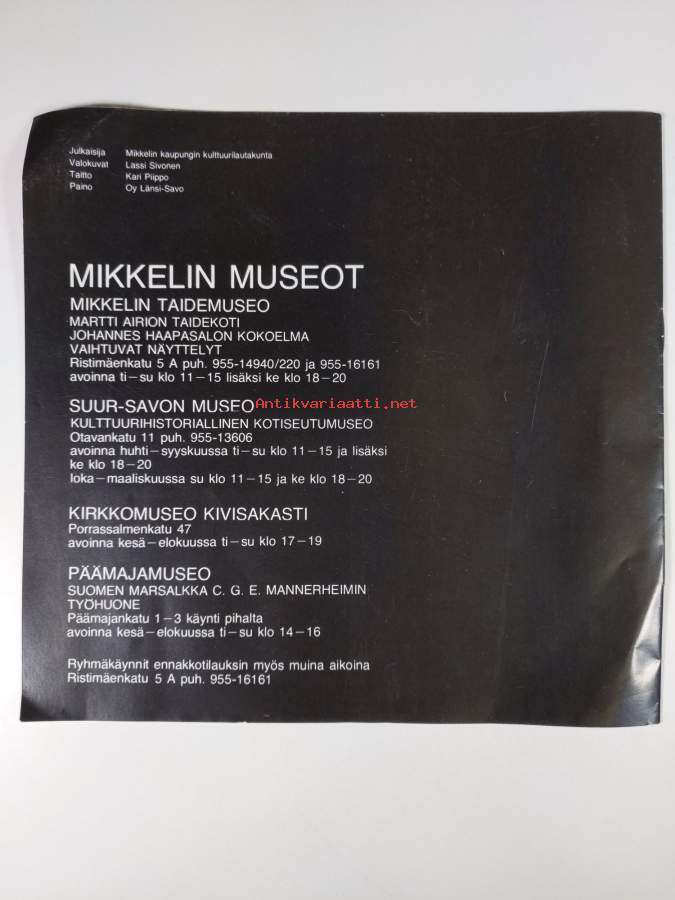 Julkaisija Mikkelin kaupungin kulttuurilautakunta
Valokuvat Lassi Sivonen
Taitto Kari Piippo
Paino Oy Länsi-Savo
MIKKELIN MUSEOT
MIKKELIN TAIDEMUSEO
MARTTI AIRION TAIDEKOTI
JOHANNES HAAPASALON KOKOELMA
VAIHTUVAT NÄYTTELYT
Ristimäenkatu 5 A puh. 955-14940/220 ja 955-16161
avoinna ti—su klo 11—15 lisäksi ke klo 18—20
SUUR-SAVON MUSEO
Antikvariaatti.net
KULTTUURIHISTORIALLINEN KOTISEUTUMUSEO
Otavankatu 11 puh. 955-13606
avoinna huhti—syyskuussa ti—su klo 11—15 ja lisäksi
ke klo 18—20
loka—maaliskuussa su klo 11—15 ja ke klo 18—20
KIRKKOMUSEO KIVISAKASTI
Porrassalmenkatu 47
avoinna kesä—elokuussa ti—su klo 17—19
PÄÄMAJAMUSEO
SUOMEN MARSALKKA C. G. E. MANNERHEIMIN
TYÖHUONE
Päämajankatu 1—3 käynti pihalta
avoinna kesä—elokuussa ti—su klo 14—16
Ryhmäkäynnit ennakkotilauksin myös muina aikoina
Ristimäenkatu 5 A puh. 955-16161